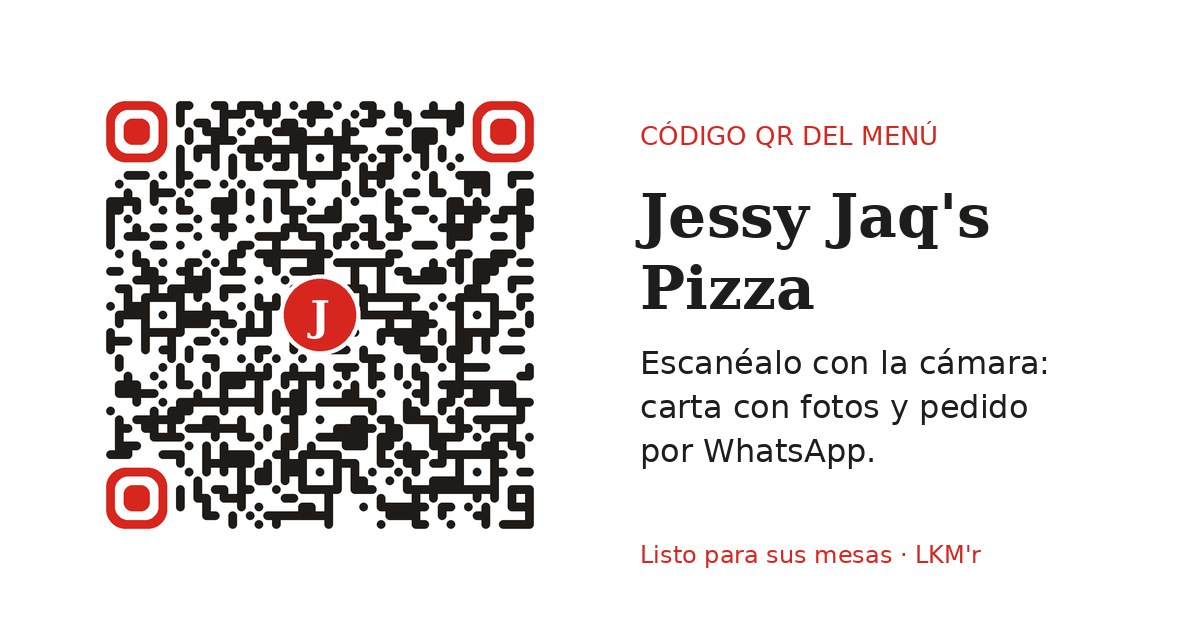 CÓDIGO QR DEL MENÚ
Jessy Jaq's
Pizza
J
Escanéalo con la cámara:
carta con fotos y pedido
por WhatsApp.
Listo para sus mesas · LKM'r